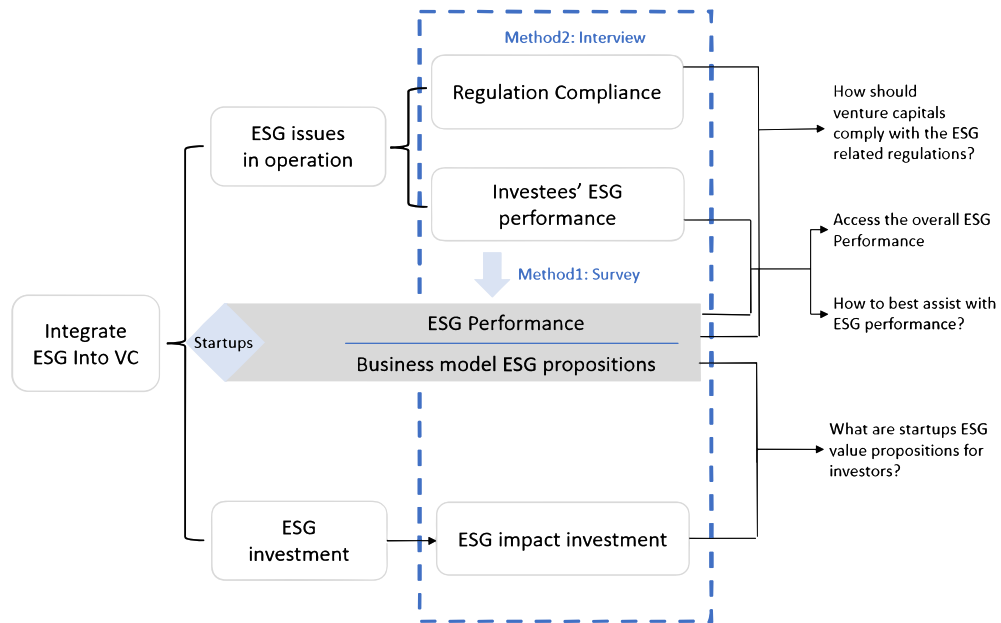 Method2: Interview
Regulation Compliance
ESG issues
in operation
Investees' ESG
performance
Method1: Survey
Integrate
ESG Into VC
Startups
ESG Performance
Business model ESG propositions
ESG
investment
ESG impact investment
How should
venture capitals
comply with the ESG
related regulations?
Access the overall ESG
Performance
How to best assist with
ESG performance?
What are startups ESG
value propositions for
investors?